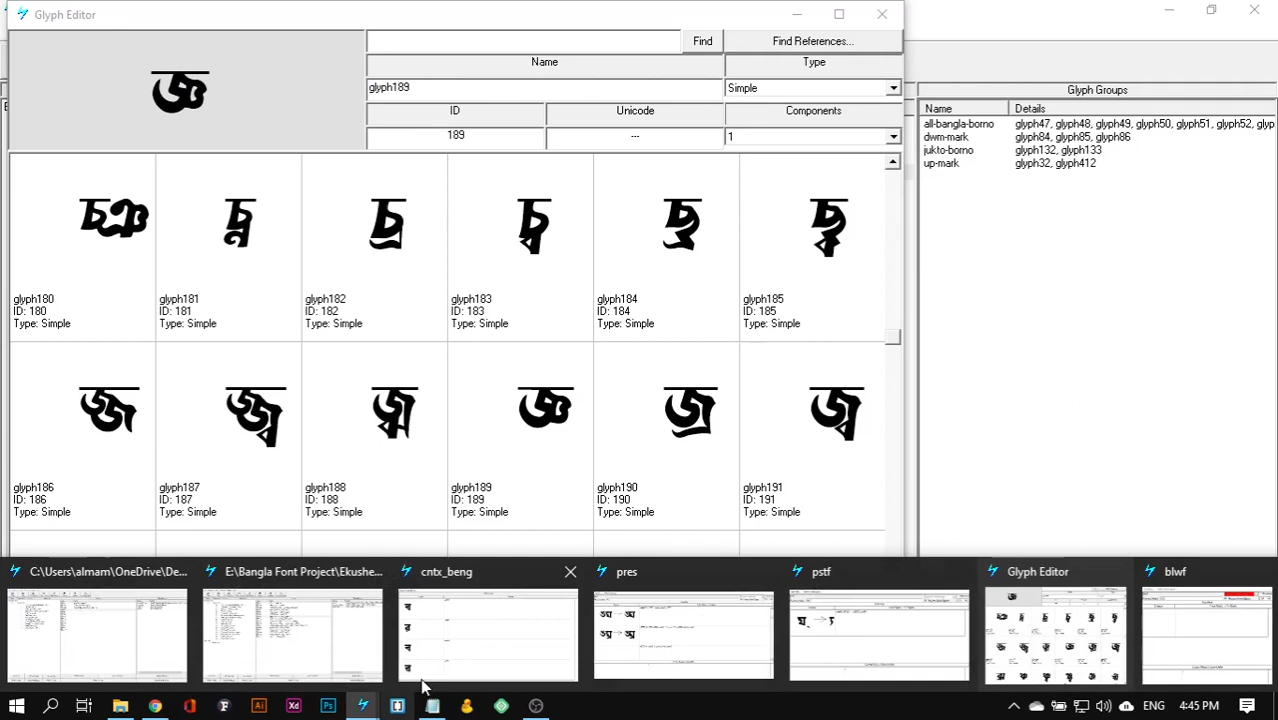 Glyph Editor
Find
Find References...
Name
Type
glyph189
Simple
ID
Unicode
Components
189
---
1
জ্ঞ
Glyph Groups
Name
Details
all-bangla-borno
glyph47, glyph48, glyph49, glyph50, glyph51, glyph52, glyp
dwm-mark
glyph84, glyph85, glyph86
jukto-borno
glyph132, glyph133
up-mark
glyph32, glyph412
চ্ঞ
চ্ন
চ্র
চ্ব
ছ্র
ছ্ব
glyph180
ID: 180
Type: Simple
glyph181
ID: 181
Type: Simple
glyph182
ID: 182
Type: Simple
glyph183
ID: 183
Type: Simple
glyph184
ID: 184
Type: Simple
glyph185
ID: 185
Type: Simple
জ্জ
জ্জ্ব
জ্ঞ
জ্র
জ্ব
glyph186
ID: 186
Type: Simple
glyph187
ID: 187
Type: Simple
glyph188
ID: 188
Type: Simple
glyph189
ID: 189
Type: Simple
glyph190
ID: 190
Type: Simple
glyph191
ID: 191
Type: Simple
C:\Users\almam\OneDrive\De...
E:\Bangla Font Project\Ekushe...
cntx_beng
pres
pstf
Glyph Editor
blwf
Ai
Xd
Ps
ENG
4:45 PM